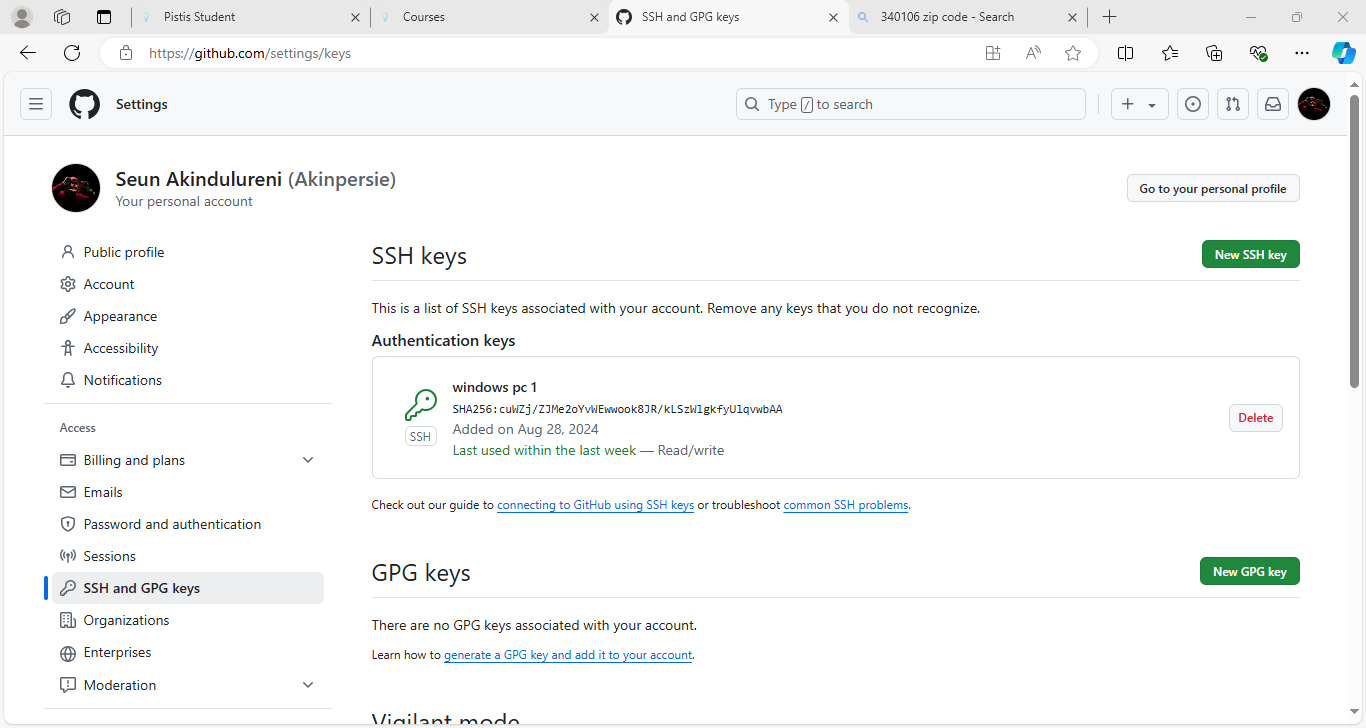 Pistis Student
Courses
SSH and GPG keys
340106 zip code - Search
https://github.com/settings/keys
Settings
Type / to search
Seun Akindulureni (Akinpersie)
Your personal account
Go to your personal profile
Public profile
Account
Appearance
Accessibility
Notifications
Access
Billing and plans
Emails
Password and authentication
Sessions
SSH and GPG keys
Organizations
Enterprises
Moderation
SSH keys
New SSH key
This is a list of SSH keys associated with your account. Remove any keys that you do not recognize.
Authentication keys
windows pc 1
SHA256:cuWZj/ZJMe2oYvWEwwook8JR/kLSzWlgkfyUlqvwbAA
SSH
Added on Aug 28, 2024
Last used within the last week — Read/write
Delete
Check out our guide to connecting to GitHub using SSH keys or troubleshoot common SSH problems.
GPG keys
New GPG key
There are no GPG keys associated with your account.
Learn how to generate a GPG key and add it to your account.
Vigilant mode